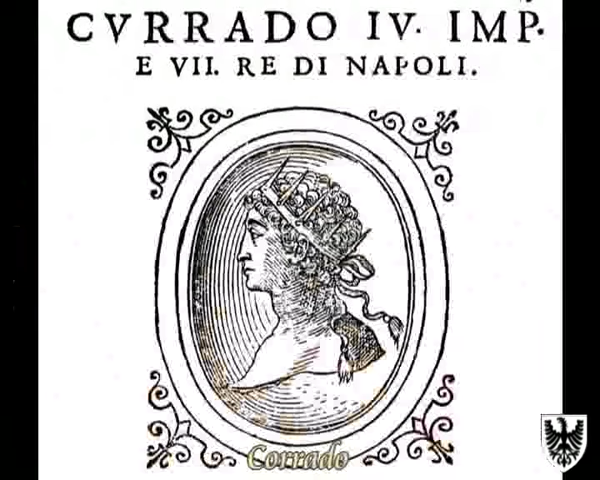 CVRRADO IV. IMP.
E VII. RE DI NAPOLI.
Corrado